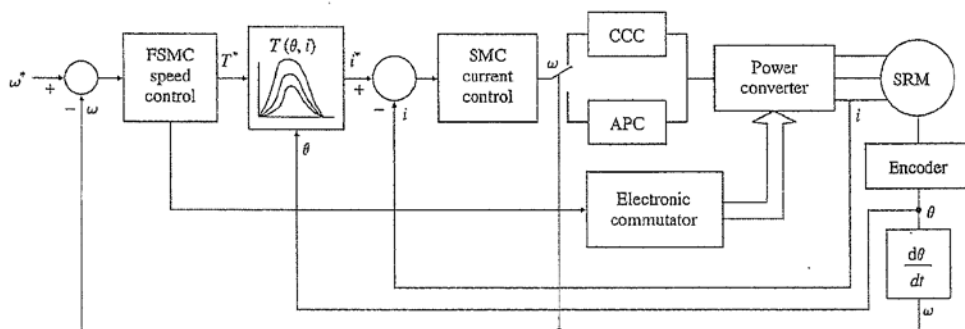 ω*
+
−
ω
FSMC
speed
control
T*
T(θ, i)
θ
i*
+
−
i
SMC
current
control
ω
CCC
APC
Power
converter
i
SRM
Encoder
θ
dθ
dt
ω
Electronic
commutator